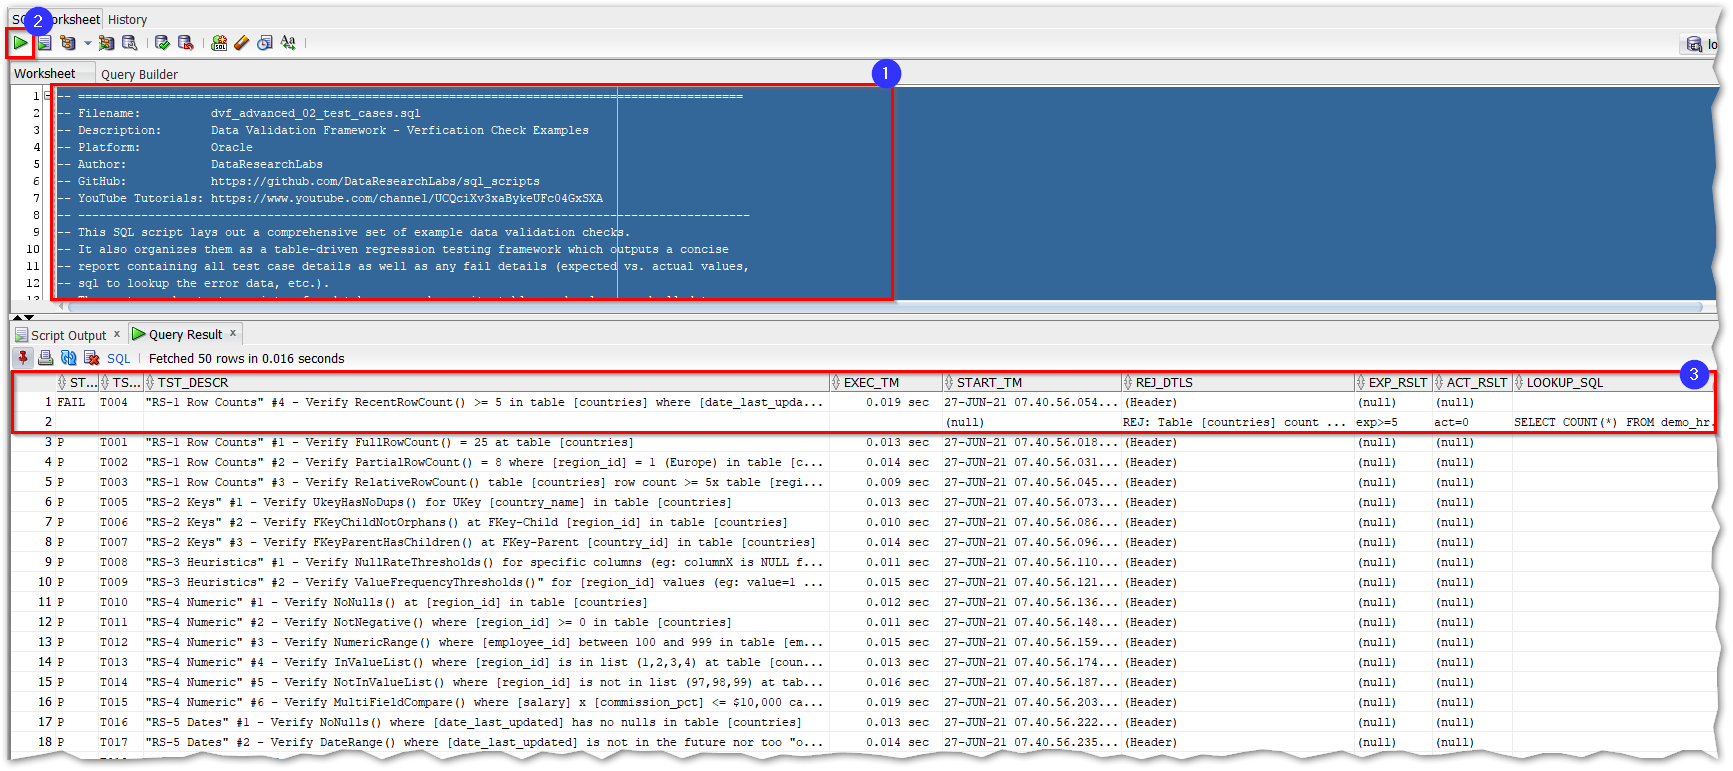 SQ Worksheet History
2
lo
Worksheet Query Builder
1
1 -- ===============================================================================================
2 -- Filename: dvf_advanced_02_test_cases.sql
3 -- Description: Data Validation Framework - Verfication Check Examples
4 -- Platform: Oracle
5 -- Author: DataResearchLabs
6 -- GitHub: https://github.com/DataResearchLabs/sql_scripts
7 -- YouTube Tutorials: https://www.youtube.com/channel/UCQciXv3xaBykeUFc04GxSXA
8 -- ------------------------------------------------------------------------------------------------
9 -- This SQL script lays out a comprehensive set of example data validation checks.
10 -- It also organizes them as a table-driven regression testing framework which outputs a concise
11 -- report containing all test case details as well as any fail details (expected vs. actual values,
12 -- sql to lookup the error data, etc.).
Script Output x Query Result x
SQL | Fetched 50 rows in 0.016 seconds
ST... TS... TST_DESCR EXEC_TM START_TM REJ_DTLS EXP_RSLT ACT_RSLT LOOKUP_SQL
3
1 FAIL T004 "RS-1 Row Counts" #4 - Verify RecentRowCount() >= 5 in table [countries] where [date_last_upda... 0.019 sec 27-JUN-21 07.40.56.054... (Header) (null) (null)
2 (null) REJ: Table [countries] count ... exp>=5 act=0 SELECT COUNT(*) FROM demo_hr.
3 P T001 "RS-1 Row Counts" #1 - Verify FullRowCount() = 25 at table [countries] 0.013 sec 27-JUN-21 07.40.56.018... (Header) (null) (null)
4 P T002 "RS-1 Row Counts" #2 - Verify PartialRowCount() = 8 where [region_id] = 1 (Europe) in table [c... 0.014 sec 27-JUN-21 07.40.56.031... (Header) (null) (null)
5 P T003 "RS-1 Row Counts" #3 - Verify RelativeRowCount() table [countries] row count >= 5x table [regi... 0.009 sec 27-JUN-21 07.40.56.045... (Header) (null) (null)
6 P T005 "RS-2 Keys" #1 - Verify UkeyHasNoDups() for UKey [country_name] in table [countries] 0.013 sec 27-JUN-21 07.40.56.073... (Header) (null) (null)
7 P T006 "RS-2 Keys" #2 - Verify FKeyChildNotOrphans() at FKey-Child [region_id] in table [countries] 0.010 sec 27-JUN-21 07.40.56.086... (Header) (null) (null)
8 P T007 "RS-2 Keys" #3 - Verify FKeyParentHasChildren() at FKey-Parent [country_id] in table [countries] 0.014 sec 27-JUN-21 07.40.56.096... (Header) (null) (null)
9 P T008 "RS-3 Heuristics" #1 - Verify NullRateThresholds() for specific columns (eg: columnX is NULL f... 0.011 sec 27-JUN-21 07.40.56.110... (Header) (null) (null)
10 P T009 "RS-3 Heuristics" #2 - Verify ValueFrequencyThresholds()" for [region_id] values (eg: value=1 ... 0.015 sec 27-JUN-21 07.40.56.121... (Header) (null) (null)
11 P T010 "RS-4 Numeric" #1 - Verify NoNulls() at [region_id] in table [countries] 0.012 sec 27-JUN-21 07.40.56.136... (Header) (null) (null)
12 P T011 "RS-4 Numeric" #2 - Verify NotNegative() where [region_id] >= 0 in table [countries] 0.011 sec 27-JUN-21 07.40.56.148... (Header) (null) (null)
13 P T012 "RS-4 Numeric" #3 - Verify NumericRange() where [employee_id] between 100 and 999 in table [em... 0.015 sec 27-JUN-21 07.40.56.159... (Header) (null) (null)
14 P T013 "RS-4 Numeric" #4 - Verify InValueList() where [region_id] is in list (1,2,3,4) at table [coun... 0.013 sec 27-JUN-21 07.40.56.174... (Header) (null) (null)
15 P T014 "RS-4 Numeric" #5 - Verify NotInValueList() where [region_id] is not in list (97,98,99) at tab... 0.016 sec 27-JUN-21 07.40.56.187... (Header) (null) (null)
16 P T015 "RS-4 Numeric" #6 - Verify MultiFieldCompare() where [salary] x [commission_pct] <= $10,000 ca... 0.019 sec 27-JUN-21 07.40.56.203... (Header) (null) (null)
17 P T016 "RS-5 Dates" #1 - Verify NoNulls() where [date_last_updated] has no nulls in table [countries] 0.013 sec 27-JUN-21 07.40.56.222... (Header) (null) (null)
18 P T017 "RS-5 Dates" #2 - Verify DateRange() where [date_last_updated] is not in the future nor too "o... 0.014 sec 27-JUN-21 07.40.56.235... (Header) (null) (null)